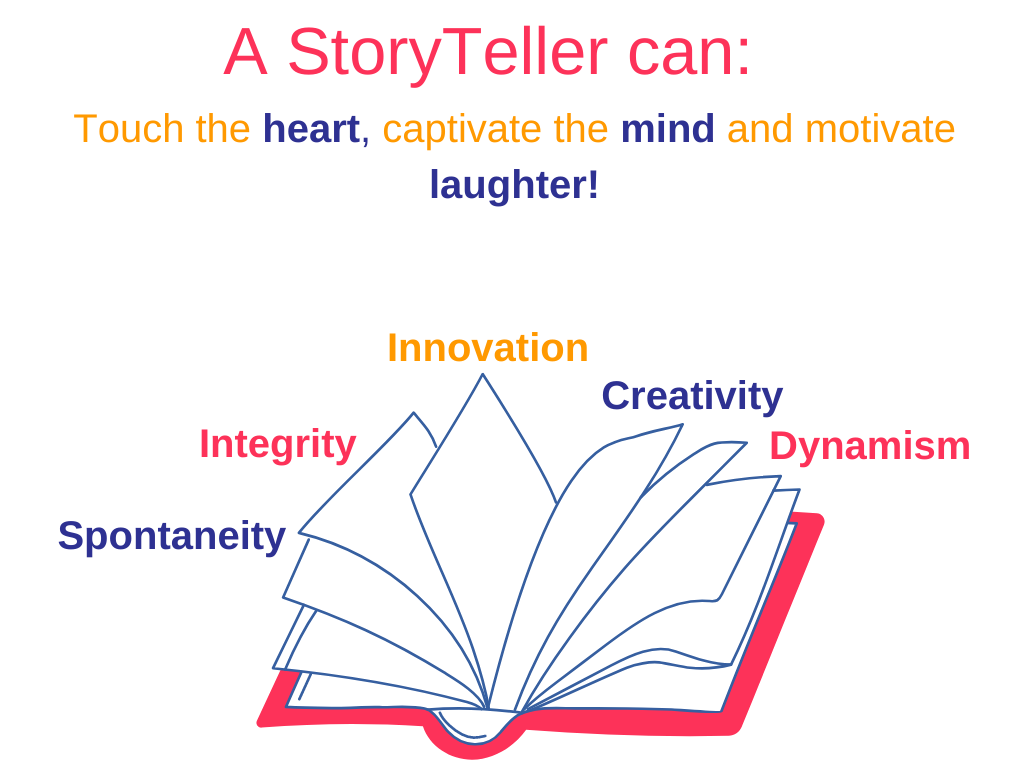 A StoryTeller can:
Touch the heart, captivate the mind and motivate
laughter!
Innovation
Creativity
Integrity
Dynamism
Spontaneity